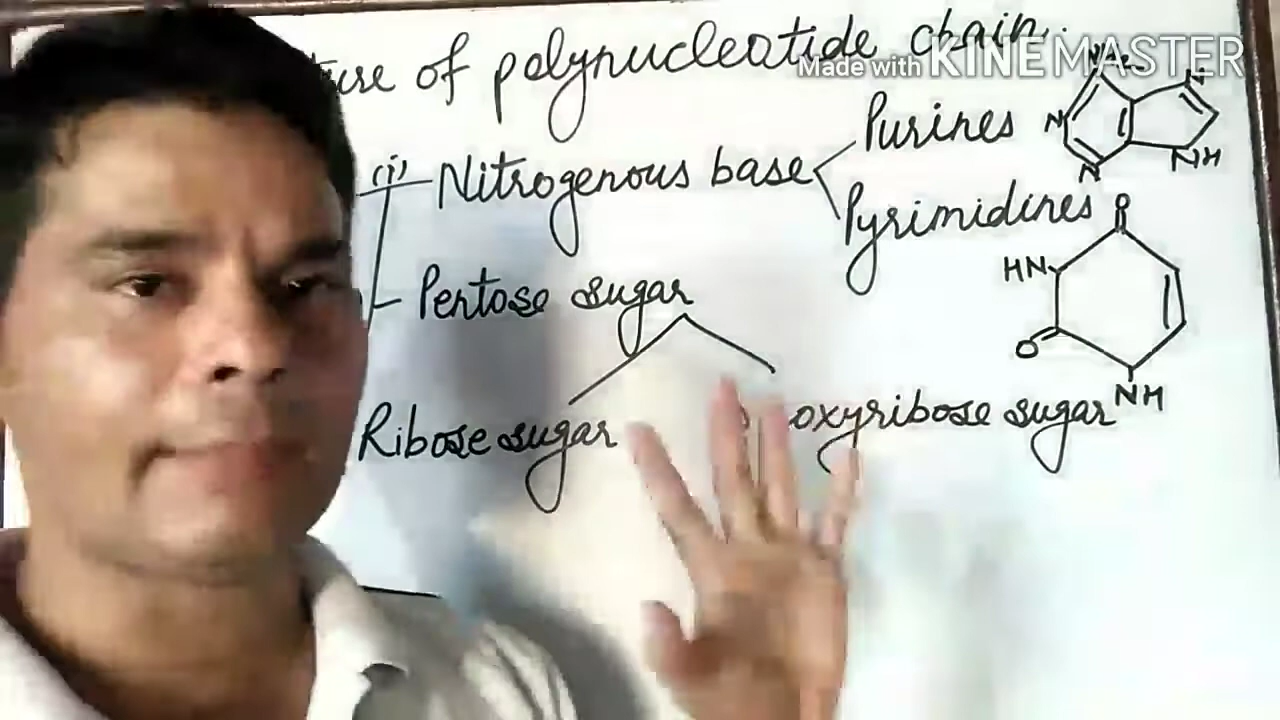 ture of polynucleotide chain.
Made with KINEMASTER
(i) Nitrogenous base
Purines
NH2
N
N
N
NH
Pyrimidines
O
HN
O
NH
Pentose sugar
Ribose sugar
oxyribose sugar